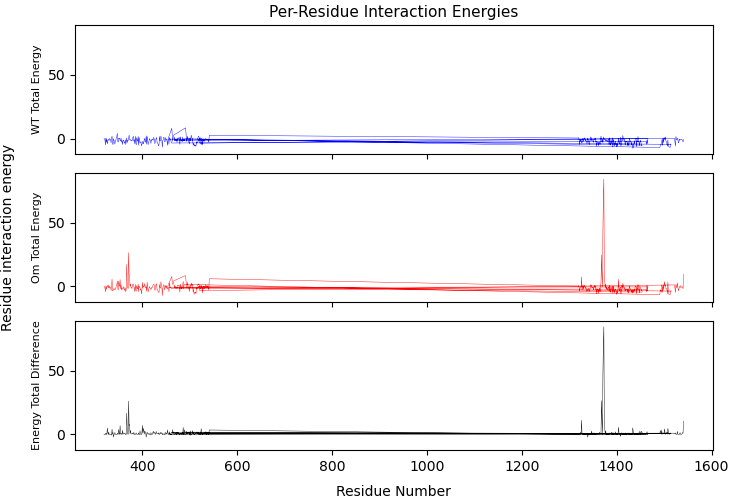 Per-Residue Interaction Energies
Residue interaction energy
WT Total Energy
50
0
Om Total Energy
50
0
Energy Total Difference
50
0
400 600 800 1000 1200 1400 1600
Residue Number